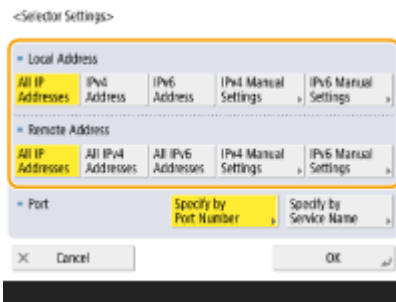 <Selector Settings>
Local Address
All IP Addresses
IPv4 Address
IPv6 Address
IPv4 Manual Settings
IPv6 Manual Settings
Remote Address
All IP Addresses
All IPv4 Addresses
All IPv6 Addresses
IPv4 Manual Settings
IPv6 Manual Settings
Port
Specify by Port Number
Specify by Service Name
Cancel
OK